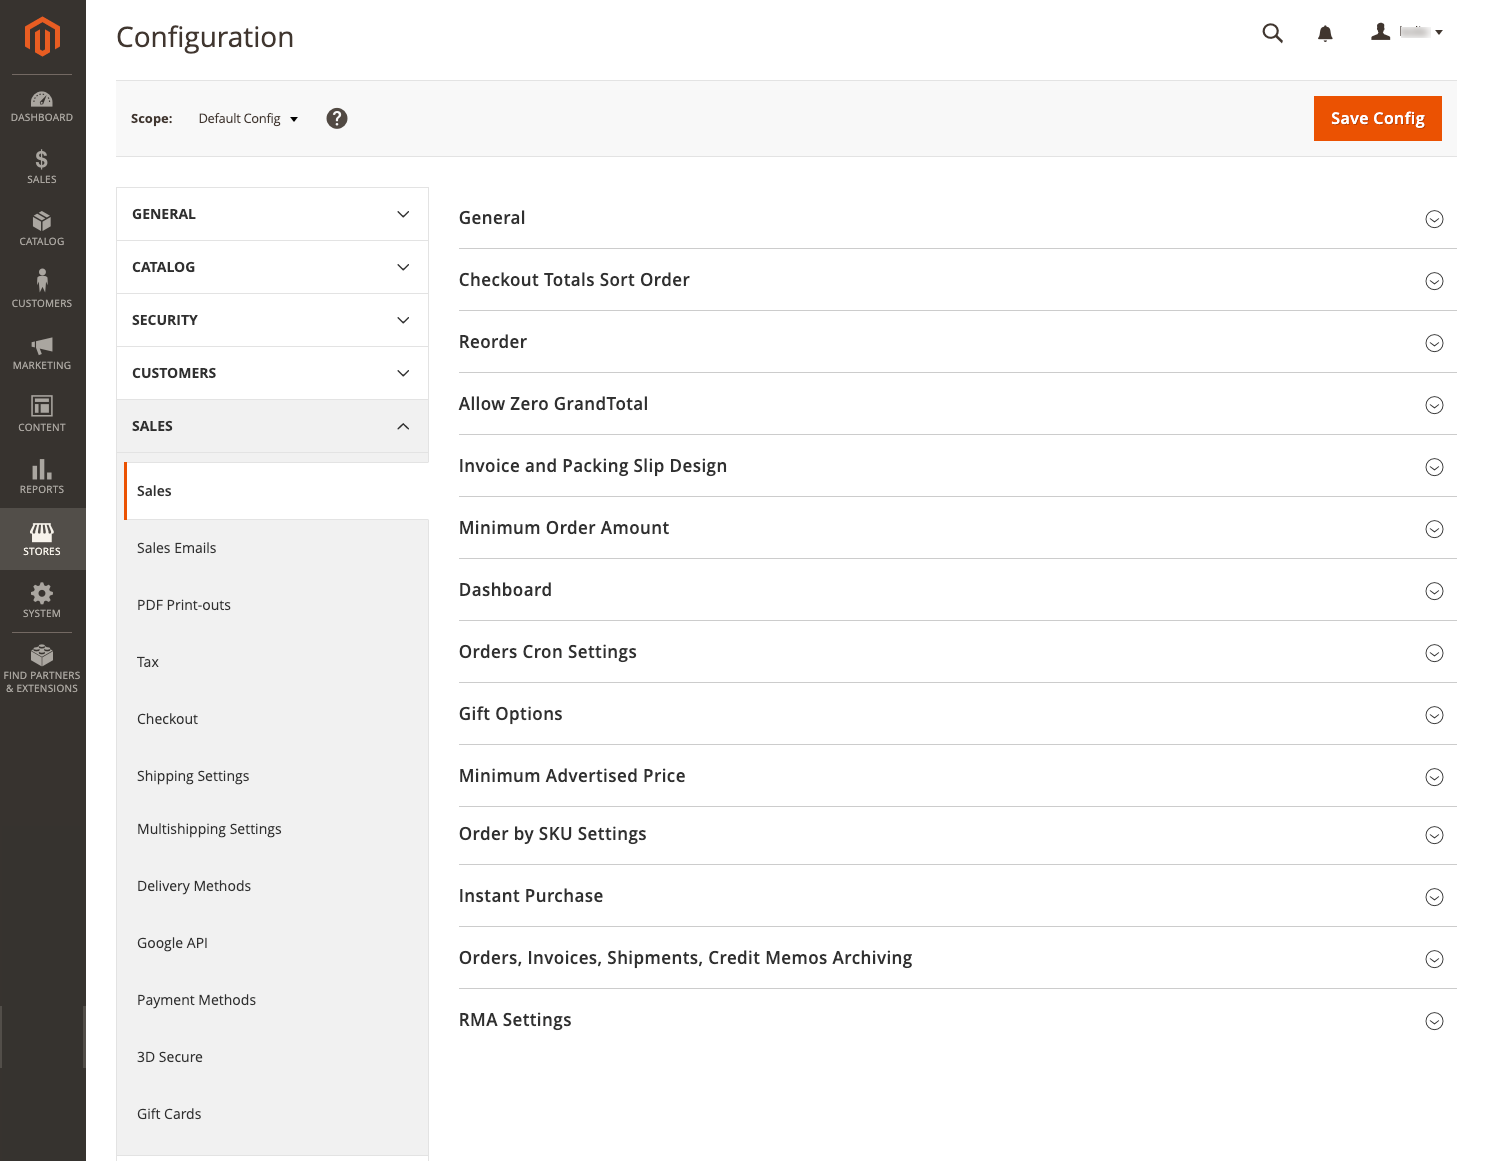 Configuration
DASHBOARD
SALES
CATALOG
CUSTOMERS
MARKETING
CONTENT
REPORTS
STORES
SYSTEM
FIND PARTNERS
& EXTENSIONS
Scope: Default Config ?
Save Config
GENERAL
CATALOG
SECURITY
CUSTOMERS
SALES
Sales
Sales Emails
PDF Print-outs
Tax
Checkout
Shipping Settings
Multishipping Settings
Delivery Methods
Google API
Payment Methods
3D Secure
Gift Cards
General
Checkout Totals Sort Order
Reorder
Allow Zero GrandTotal
Invoice and Packing Slip Design
Minimum Order Amount
Dashboard
Orders Cron Settings
Gift Options
Minimum Advertised Price
Order by SKU Settings
Instant Purchase
Orders, Invoices, Shipments, Credit Memos Archiving
RMA Settings